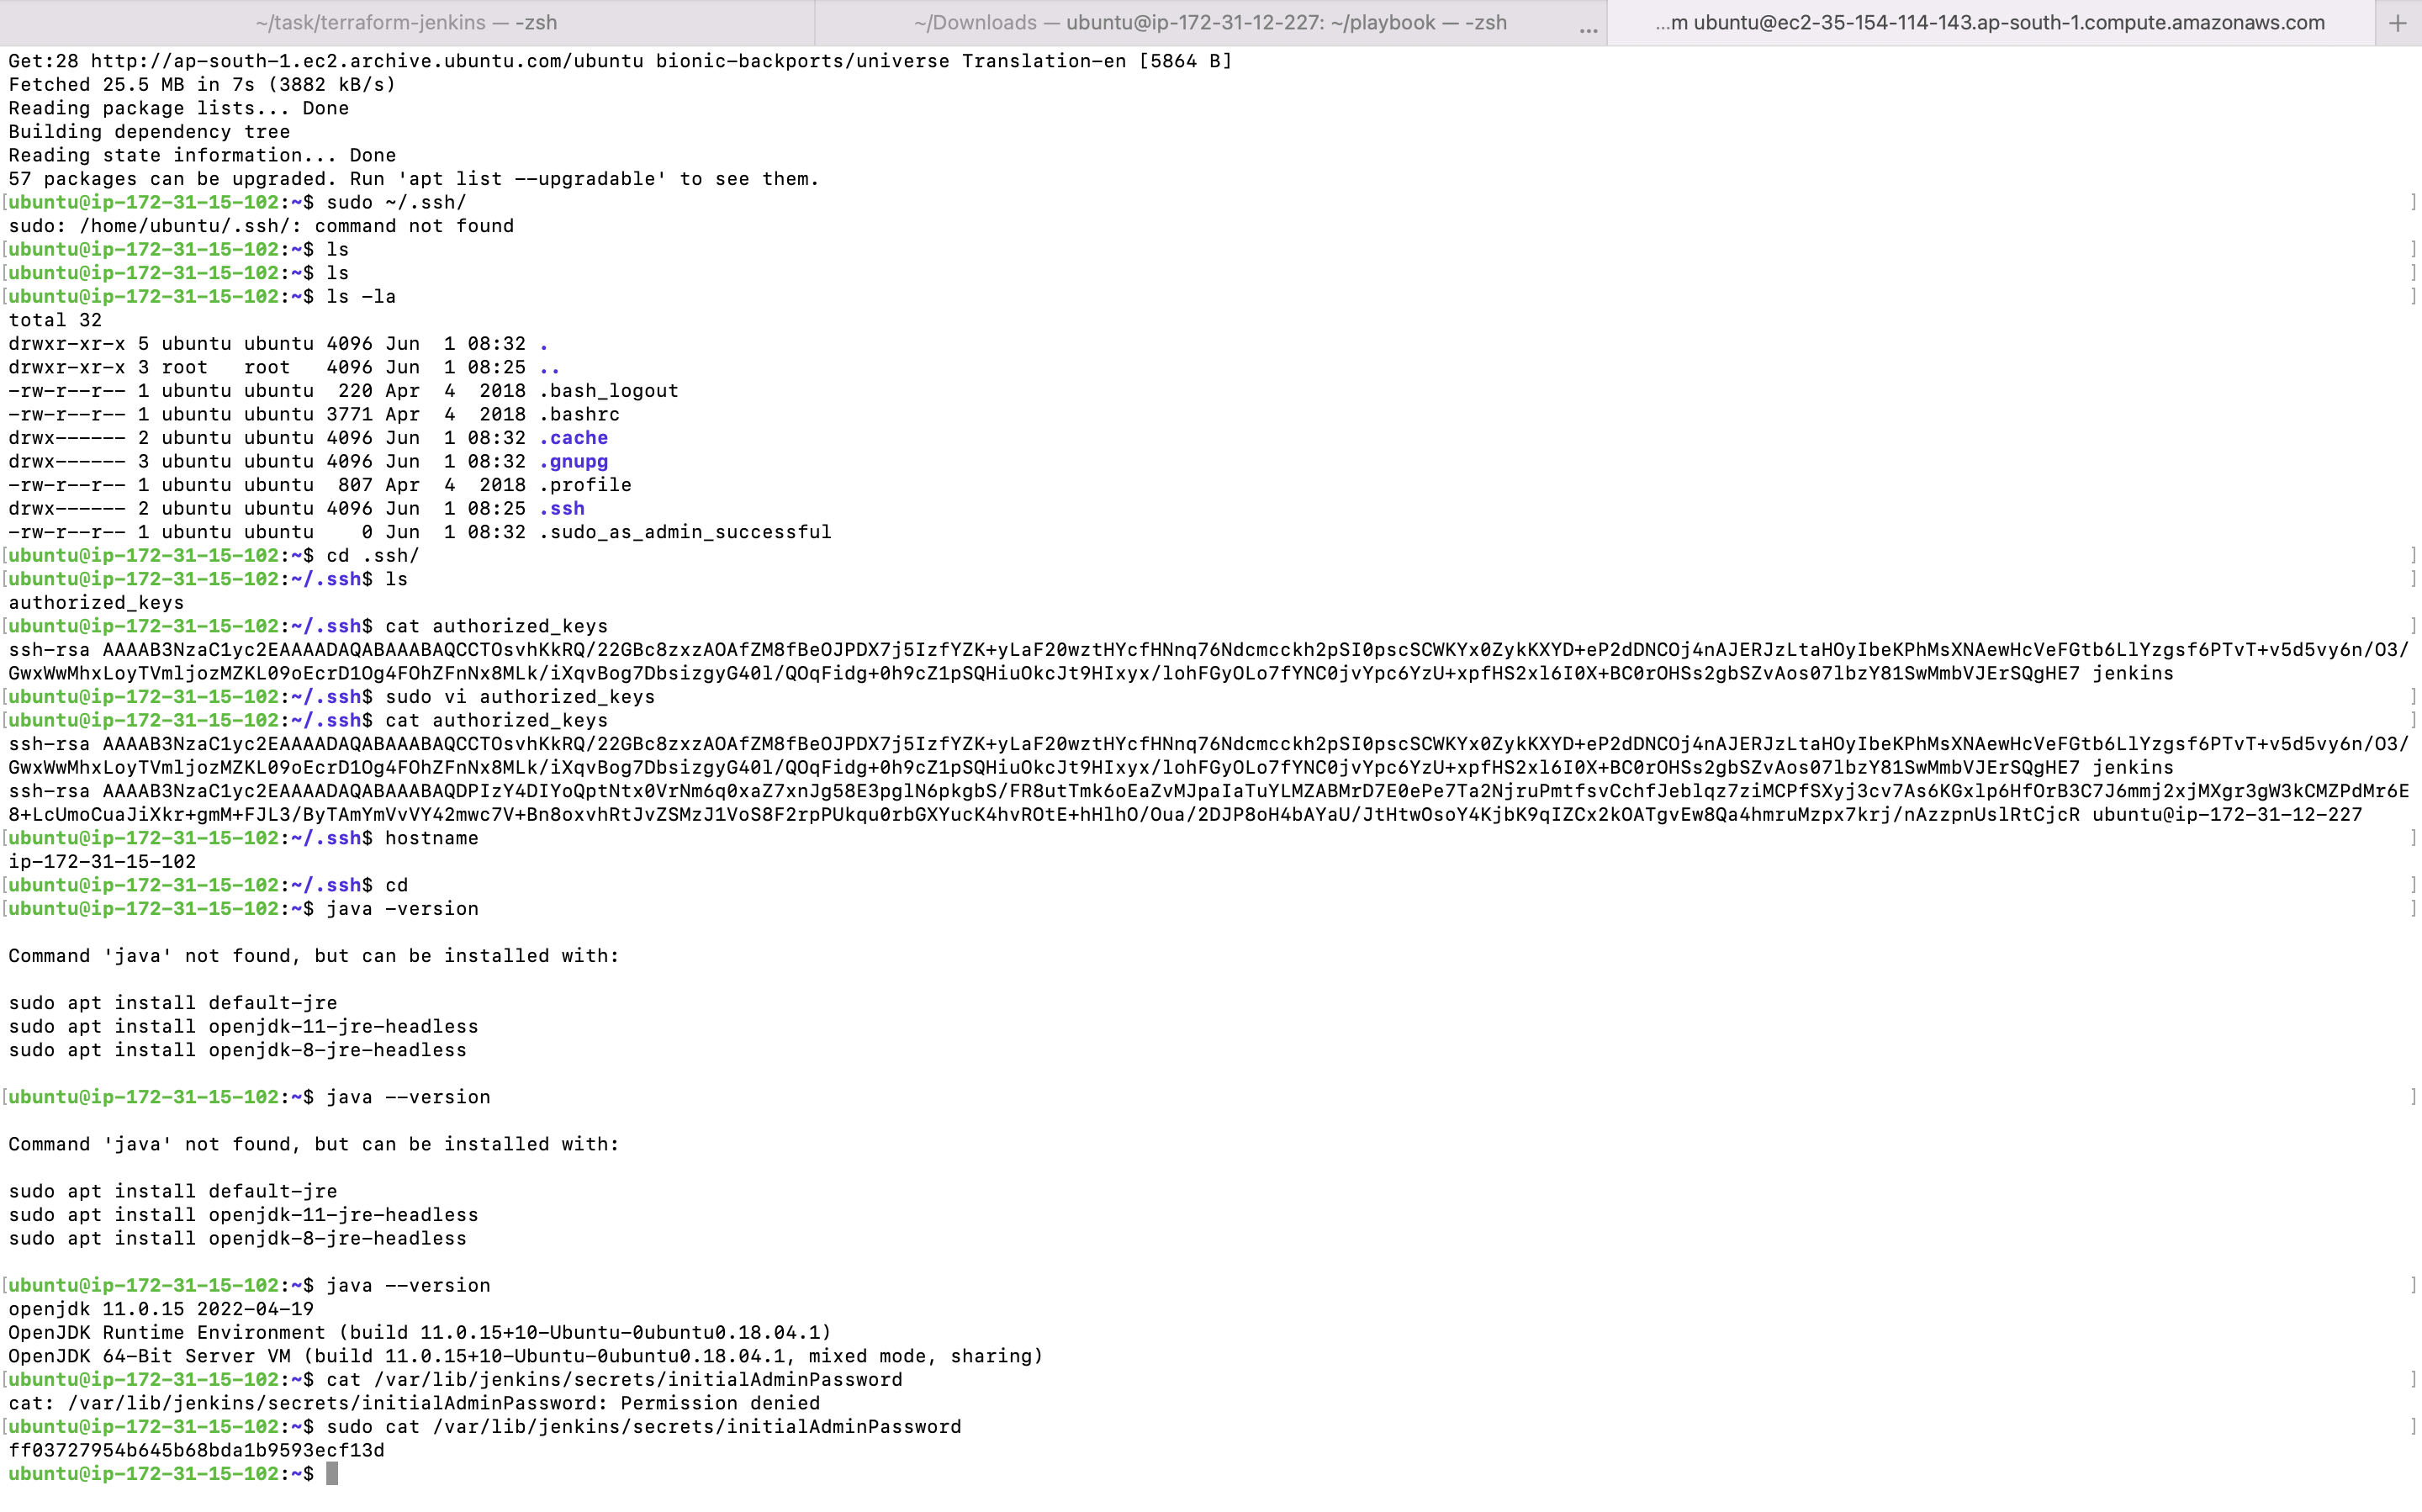 ~/task/terraform-jenkins — -zsh
~/Downloads — ubuntu@ip-172-31-12-227: ~/playbook — -zsh ...
...m ubuntu@ec2-35-154-114-143.ap-south-1.compute.amazonaws.com +
Get:28 http://ap-south-1.ec2.archive.ubuntu.com/ubuntu bionic-backports/universe Translation-en [5864 B]
Fetched 25.5 MB in 7s (3882 kB/s)
Reading package lists... Done
Building dependency tree
Reading state information... Done
57 packages can be upgraded. Run 'apt list --upgradable' to see them.
[ubuntu@ip-172-31-15-102:~$ sudo ~/.ssh/ ]
sudo: /home/ubuntu/.ssh/: command not found
[ubuntu@ip-172-31-15-102:~$ ls ]
[ubuntu@ip-172-31-15-102:~$ ls ]
[ubuntu@ip-172-31-15-102:~$ ls -la ]
total 32
drwxr-xr-x 5 ubuntu ubuntu 4096 Jun  1 08:32 .
drwxr-xr-x 3 root   root   4096 Jun  1 08:25 ..
-rw-r--r-- 1 ubuntu ubuntu  220 Apr  4  2018 .bash_logout
-rw-r--r-- 1 ubuntu ubuntu 3771 Apr  4  2018 .bashrc
drwx------ 2 ubuntu ubuntu 4096 Jun  1 08:32 .cache
drwx------ 3 ubuntu ubuntu 4096 Jun  1 08:32 .gnupg
-rw-r--r-- 1 ubuntu ubuntu  807 Apr  4  2018 .profile
drwx------ 2 ubuntu ubuntu 4096 Jun  1 08:25 .ssh
-rw-r--r-- 1 ubuntu ubuntu    0 Jun  1 08:32 .sudo_as_admin_successful
[ubuntu@ip-172-31-15-102:~$ cd .ssh/ ]
[ubuntu@ip-172-31-15-102:~/.ssh$ ls ]
authorized_keys
[ubuntu@ip-172-31-15-102:~/.ssh$ cat authorized_keys ]
ssh-rsa AAAAB3NzaC1yc2EAAAADAQABAAABAQCCTOsvhKkRQ/22GBc8zxzAOAfZM8fBeOJPDX7j5IzfYZK+yLaF20wztHYcfHNnq76Ndcmcckh2pSI0pscSCWKYx0ZykKXYD+eP2dDNCOj4nAJERJzLtaHOyIbeKPhMsXNAewHcVeFGtb6LlYzgsf6PTvT+v5d5vy6n/O3/
GwxWwMhxLoyTVmljozMZKL09oEcrD1Og4FOhZFnNx8MLk/iXqvBog7DbsizgyG40l/QOqFidg+0h9cZ1pSQHiuOkcJt9HIxyx/lohFGyOLo7fYNC0jvYpc6YzU+xpfHS2xl6I0X+BC0rOHSs2gbSZvAos07lbzY81SwMmbVJErSQgHE7 jenkins
[ubuntu@ip-172-31-15-102:~/.ssh$ sudo vi authorized_keys ]
[ubuntu@ip-172-31-15-102:~/.ssh$ cat authorized_keys ]
ssh-rsa AAAAB3NzaC1yc2EAAAADAQABAAABAQCCTOsvhKkRQ/22GBc8zxzAOAfZM8fBeOJPDX7j5IzfYZK+yLaF20wztHYcfHNnq76Ndcmcckh2pSI0pscSCWKYx0ZykKXYD+eP2dDNCOj4nAJERJzLtaHOyIbeKPhMsXNAewHcVeFGtb6LlYzgsf6PTvT+v5d5vy6n/O3/
GwxWwMhxLoyTVmljozMZKL09oEcrD1Og4FOhZFnNx8MLk/iXqvBog7DbsizgyG40l/QOqFidg+0h9cZ1pSQHiuOkcJt9HIxyx/lohFGyOLo7fYNC0jvYpc6YzU+xpfHS2xl6I0X+BC0rOHSs2gbSZvAos07lbzY81SwMmbVJErSQgHE7 jenkins
ssh-rsa AAAAB3NzaC1yc2EAAAADAQABAAABAQDPIzY4DIYoQptNtx0VrNm6q0xaZ7xnJg58E3pglN6pkgbS/FR8utTmk6oEaZvMJpaIaTuYLMZABMrD7E0ePe7Ta2NjruPmtfsvCchfJeblqz7ziMCPfSXyj3cv7As6KGxlp6HfOrB3C7J6mmj2xjMXgr3gW3kCMZPdMr6E
8+LcUmoCuaJiXkr+gmM+FJL3/ByTAmYmVvVY42mwc7V+Bn8oxvhRtJvZSMzJ1VoS8F2rpPUkqu0rbGXYucK4hvROtE+hHlhO/Oua/2DJP8oH4bAYaU/JtHtwOsoY4KjbK9qIZCx2kOATgvEw8Qa4hmruMzpx7krj/nAzzpnUslRtCjcR ubuntu@ip-172-31-12-227
[ubuntu@ip-172-31-15-102:~/.ssh$ hostname ]
ip-172-31-15-102
[ubuntu@ip-172-31-15-102:~/.ssh$ cd ]
[ubuntu@ip-172-31-15-102:~$ java -version ]
Command 'java' not found, but can be installed with:
sudo apt install default-jre
sudo apt install openjdk-11-jre-headless
sudo apt install openjdk-8-jre-headless
[ubuntu@ip-172-31-15-102:~$ java --version ]
Command 'java' not found, but can be installed with:
sudo apt install default-jre
sudo apt install openjdk-11-jre-headless
sudo apt install openjdk-8-jre-headless
[ubuntu@ip-172-31-15-102:~$ java --version ]
openjdk 11.0.15 2022-04-19
OpenJDK Runtime Environment (build 11.0.15+10-Ubuntu-0ubuntu0.18.04.1)
OpenJDK 64-Bit Server VM (build 11.0.15+10-Ubuntu-0ubuntu0.18.04.1, mixed mode, sharing)
[ubuntu@ip-172-31-15-102:~$ cat /var/lib/jenkins/secrets/initialAdminPassword ]
cat: /var/lib/jenkins/secrets/initialAdminPassword: Permission denied
[ubuntu@ip-172-31-15-102:~$ sudo cat /var/lib/jenkins/secrets/initialAdminPassword ]
ff03727954b645b68bda1b9593ecf13d
ubuntu@ip-172-31-15-102:~$